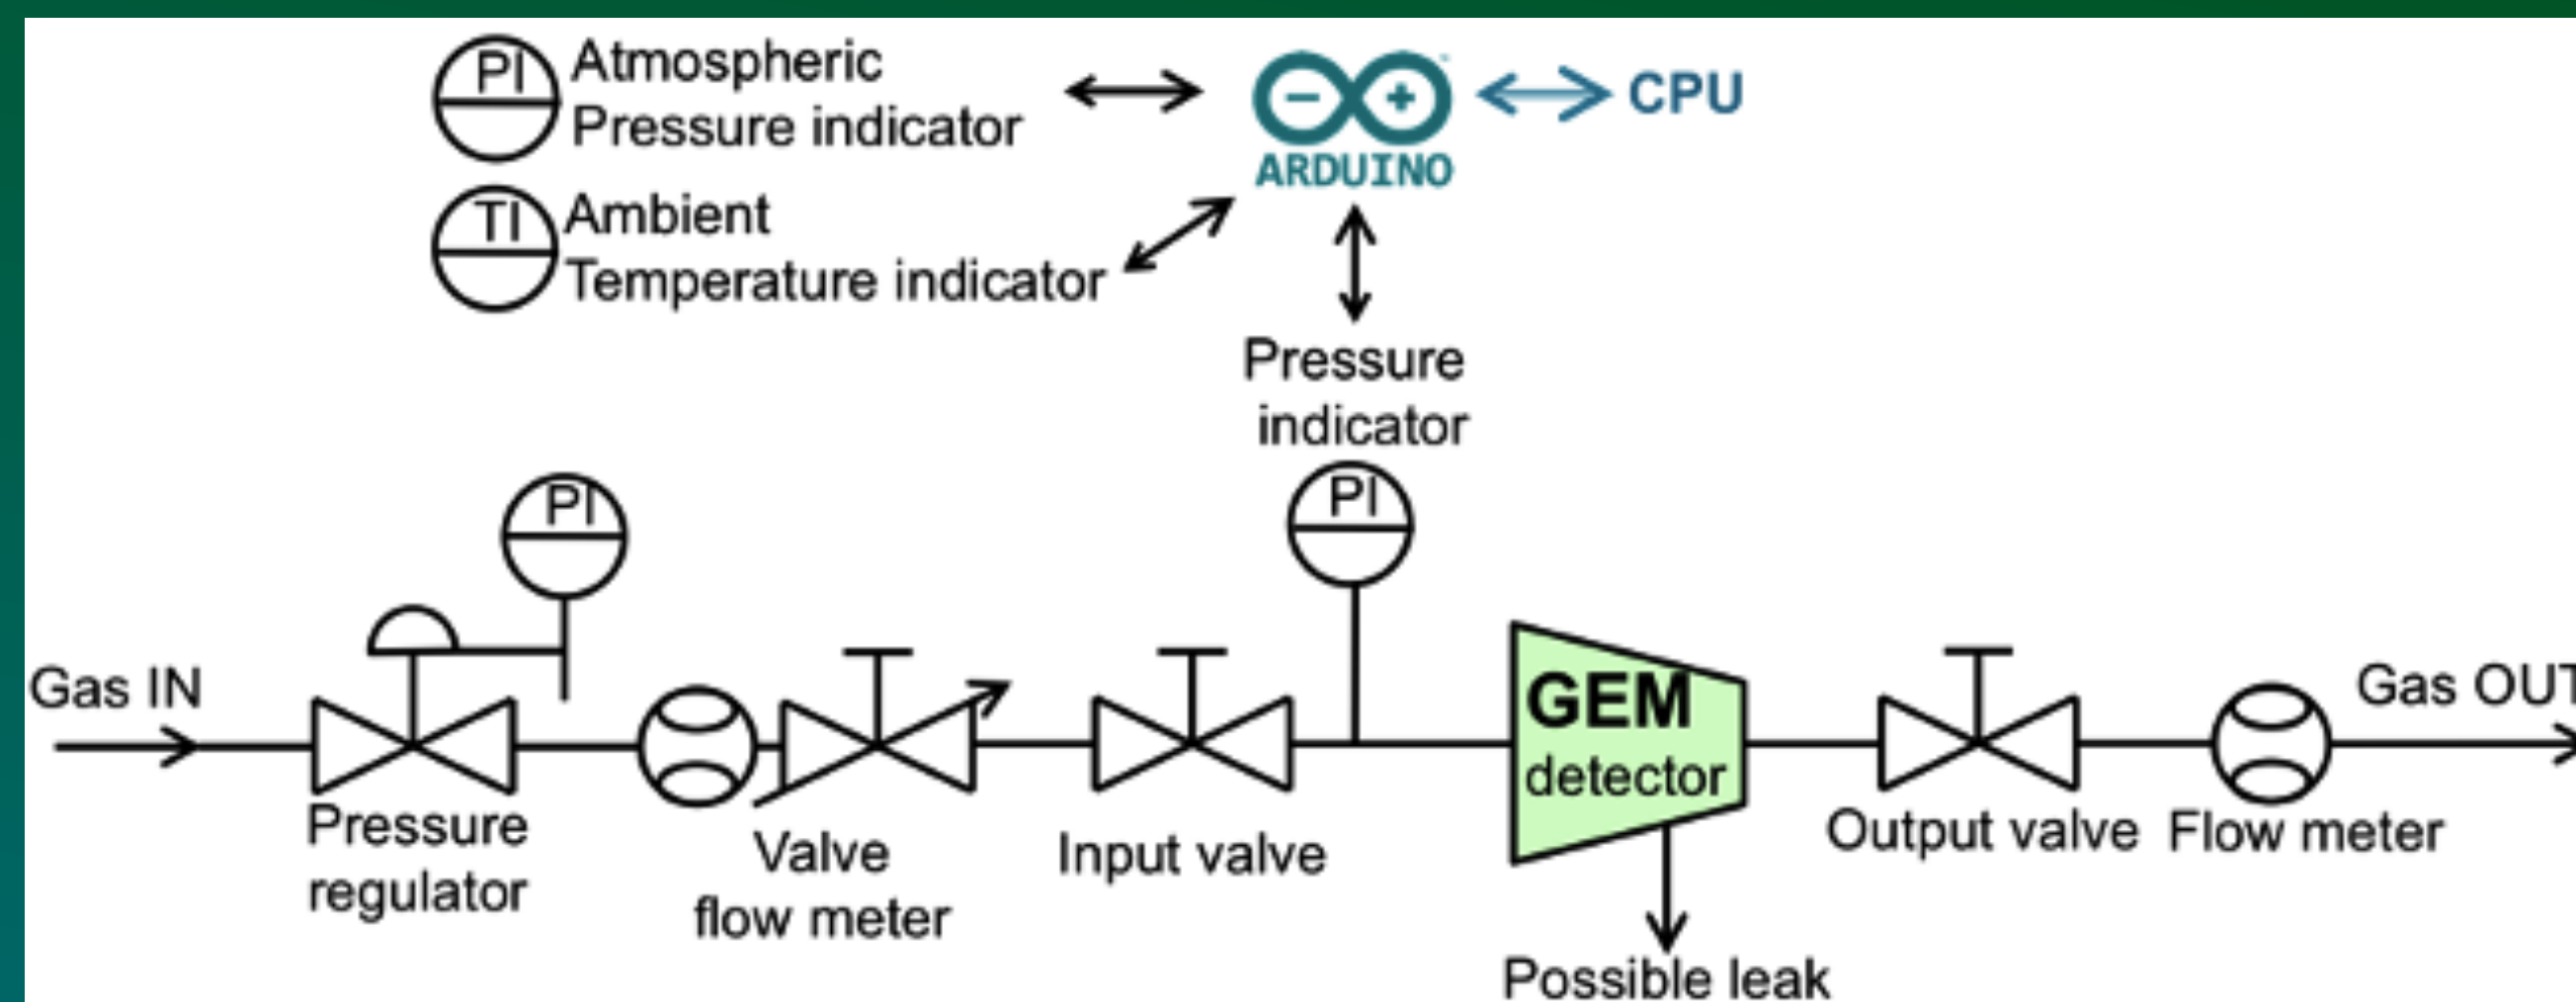 PI
Atmospheric
Pressure indicator
ARDUINO
CPU
TI
Ambient
Temperature indicator
Pressure
indicator
PI
PI
Gas IN
Pressure
regulator
Valve
flow meter
Input valve
GEM
detector
Possible leak
Output valve
Flow meter
Gas OUT